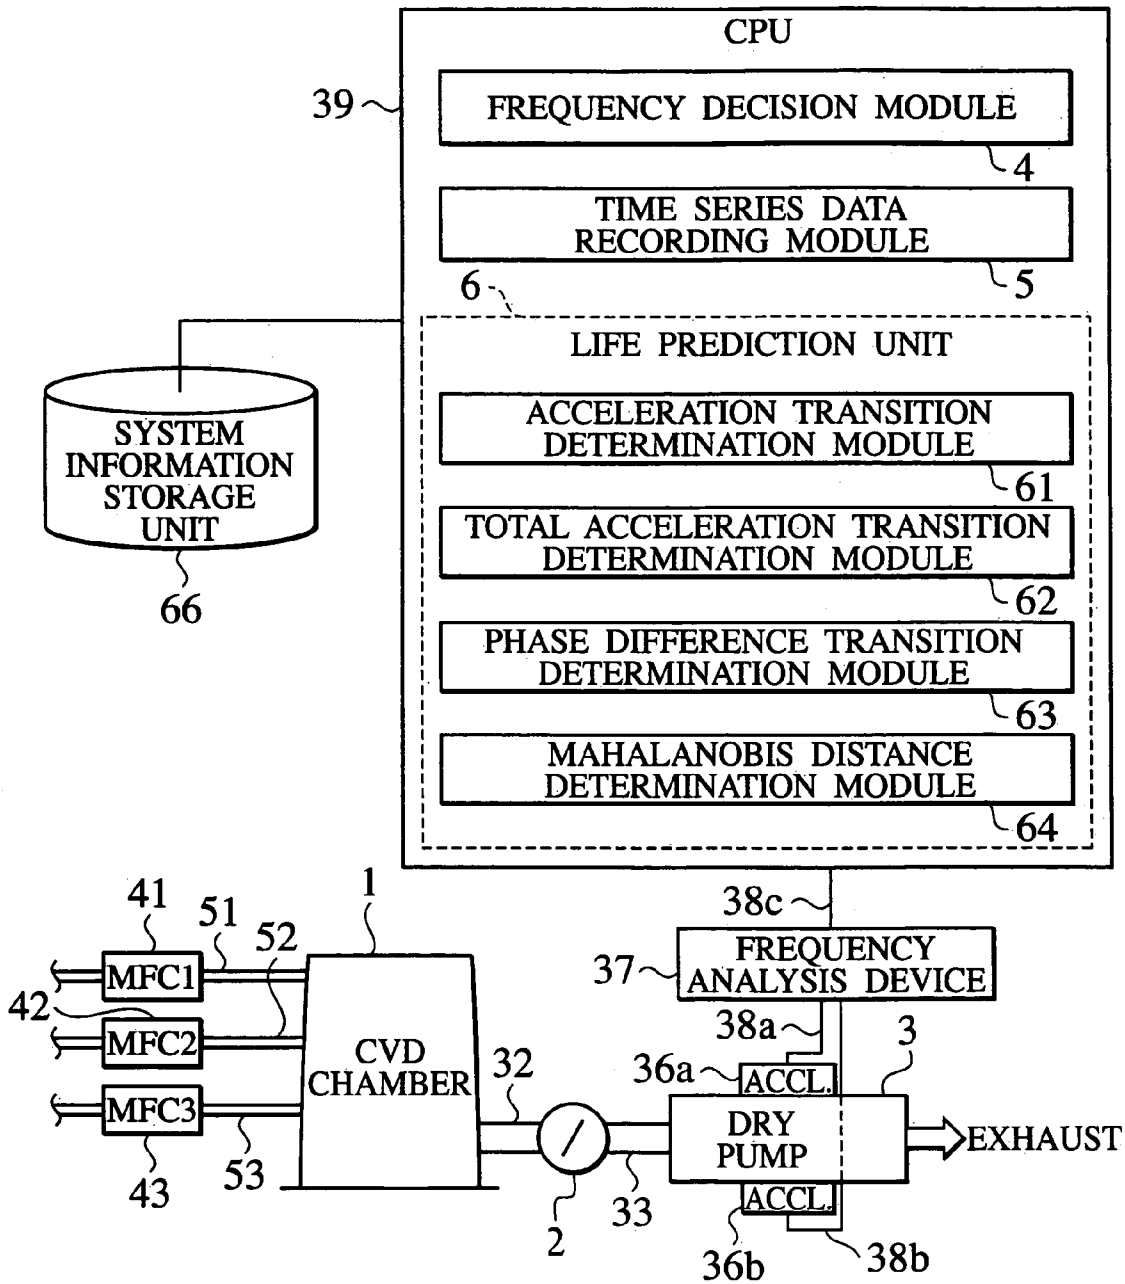 CPU
39
FREQUENCY DECISION MODULE
4
TIME SERIES DATA
RECORDING MODULE
5
6
LIFE PREDICTION UNIT
ACCELERATION TRANSITION
DETERMINATION MODULE
61
TOTAL ACCELERATION TRANSITION
DETERMINATION MODULE
62
PHASE DIFFERENCE TRANSITION
DETERMINATION MODULE
63
MAHALANOBIS DISTANCE
DETERMINATION MODULE
64
SYSTEM
INFORMATION
STORAGE
UNIT
66
38c
FREQUENCY
ANALYSIS DEVICE
37
38a
3
36a
ACCL.
DRY
PUMP
EXHAUST
ACCL.
36b
38b
41
51
52
1
MFC1
42
MFC2
MFC3
43
53
CVD
CHAMBER
32
2
33